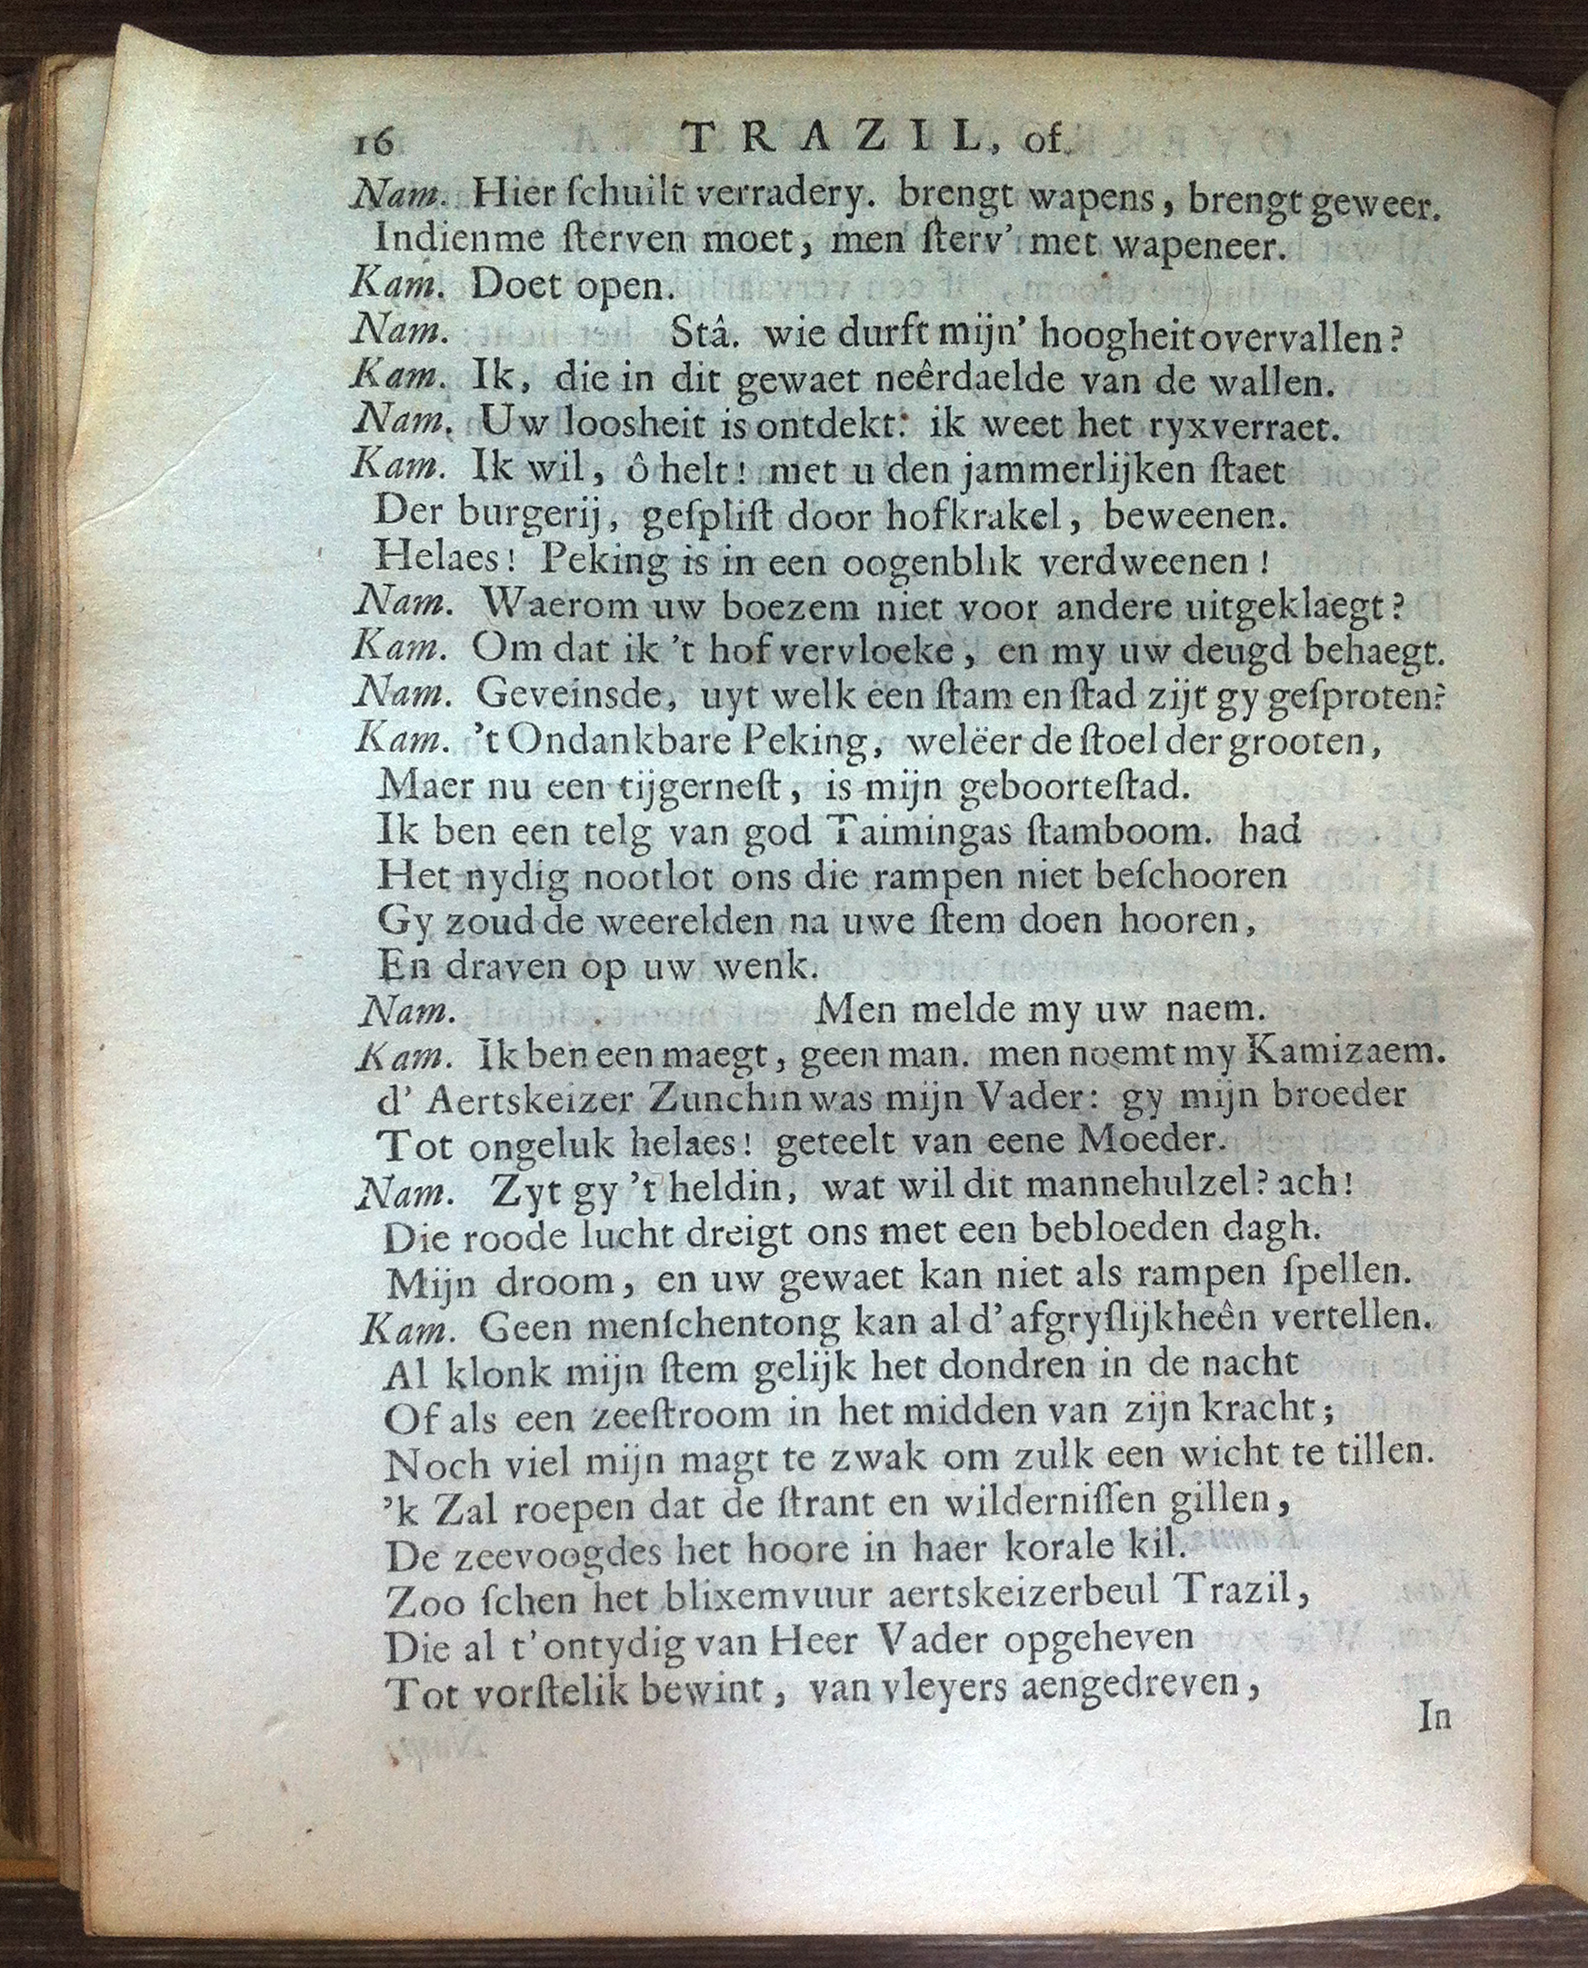 16 TRAZIL, of
Nam. Hier ſchuilt verradery. brengt wapens, brengt geweer.
Indienme ſterven moet, men ſterv' met wapeneer.
Kam. Doet open.
Nam. Stâ. wie durft mijn' hoogheit overvallen?
Kam. Ik, die in dit gewaet neêrdaelde van de wallen.
Nam. Uw loosheit is ontdekt: ik weet het ryxverraet.
Kam. Ik wil, ô helt! met u den jammerlijken ſtaet
Der burgerij, geſpliſt door hofkrakel, beweenen.
Helaes! Peking is in een oogenblik verdweenen!
Nam. Waerom uw boezem niet voor andere uitgeklaegt?
Kam. Om dat ik 't hof vervloeke, en my uw deugd behaegt.
Nam. Geveinsde, uyt welk een ſtam en ſtad zijt gy geſproten?
Kam. 't Ondankbare Peking, welëer de ſtoel der grooten,
Maer nu een tijgerneſt, is mijn geboorteſtad.
Ik ben een telg van god Taimingas ſtamboom. had
Het nydig nootlot ons die rampen niet beſchooren
Gy zoud de weerelden na uwe ſtem doen hooren,
En draven op uw wenk.
Nam. Men melde my uw naem.
Kam. Ik ben een maegt, geen man. men noemt my Kamizaem.
d' Aertskeizer Zunchin was mijn Vader: gy mijn broeder
Tot ongeluk helaes! geteelt van eene Moeder.
Nam. Zyt gy 't heldin, wat wil dit mannehulzel? ach!
Die roode lucht dreigt ons met een bebloeden dagh.
Mijn droom, en uw gewaet kan niet als rampen ſpellen.
Kam. Geen menſchentong kan al d' afgryſlijkheên vertellen.
Al klonk mijn ſtem gelijk het dondren in de nacht
Of als een zeeſtroom in het midden van zijn kracht;
Noch viel mijn magt te zwak om zulk een wicht te tillen.
'k Zal roepen dat de ſtrant en wilderniſſen gillen,
De zeevoogdes het hoore in haer korale kil.
Zoo ſchen het blixemvuur aertskeizerbeul Trazil,
Die al t' ontydig van Heer Vader opgeheven
Tot vorſtelik bewint, van vleyers aengedreven,
In